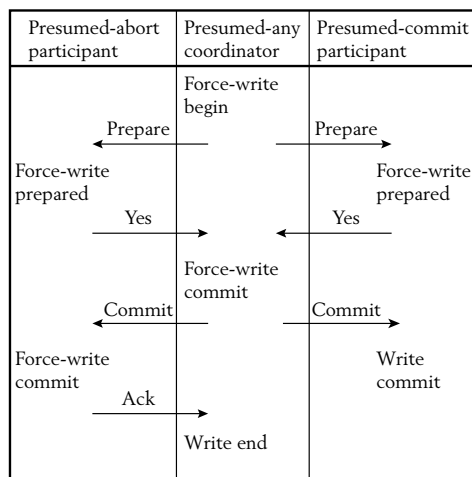 Presumed-abort participant
Presumed-any coordinator
Presumed-commit participant
Force-write begin
Prepare
Prepare
Force-write prepared
Force-write prepared
Yes
Yes
Force-write commit
Commit
Commit
Force-write commit
Write commit
Ack
Write end